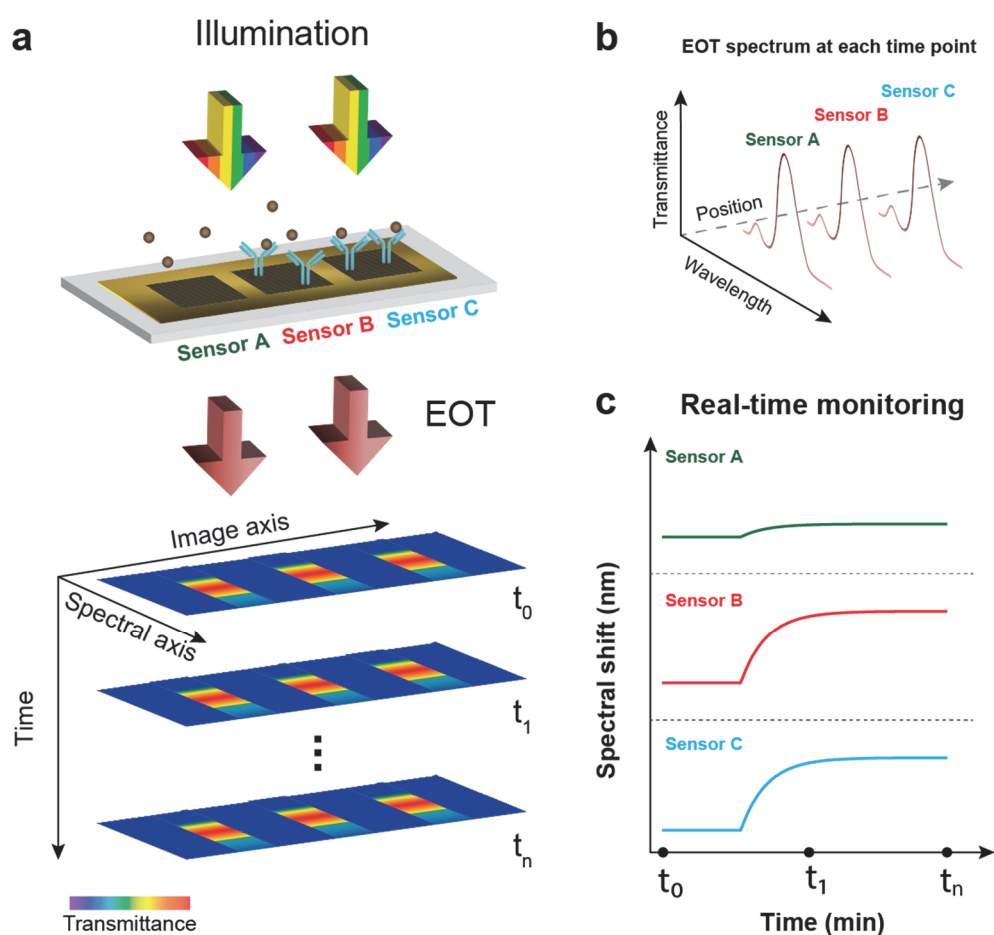 a
Illumination
Sensor A
Sensor B
Sensor C
EOT
Image axis
Spectral axis
Time
t0
t1
tn
Transmittance
b
EOT spectrum at each time point
Transmittance
Position
Wavelength
Sensor A
Sensor B
Sensor C
c
Real-time monitoring
Spectral shift (nm)
Sensor A
Sensor B
Sensor C
t0
t1
tn
Time (min)